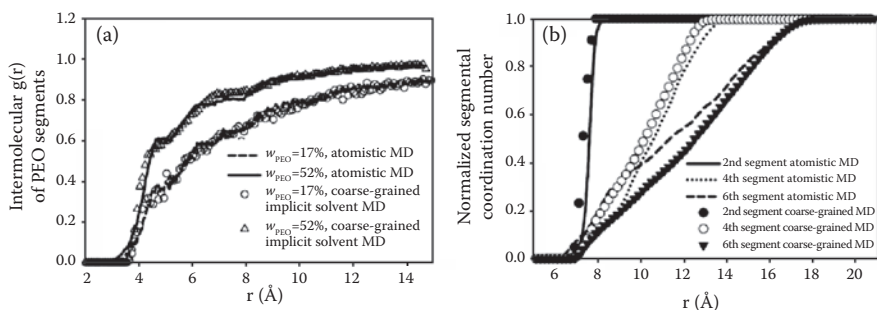 (a)
Intermolecular g(r)
of PEO segments
1.2
1.0
0.8
0.6
0.4
0.2
0.0
w_PEO=17%, atomistic MD
w_PEO=52%, atomistic MD
w_PEO=17%, coarse-grained
implicit solvent MD
w_PEO=52%, coarse-grained
implicit solvent MD
2 4 6 8 10 12 14
r (Å)
(b)
Normalized segmental
coordination number
1.0
0.8
0.6
0.4
0.2
0.0
2nd segment atomistic MD
4th segment atomistic MD
6th segment atomistic MD
2nd segment coarse-grained MD
4th segment coarse-grained MD
6th segment coarse-grained MD
6 8 10 12 14 16 18 20
r (Å)